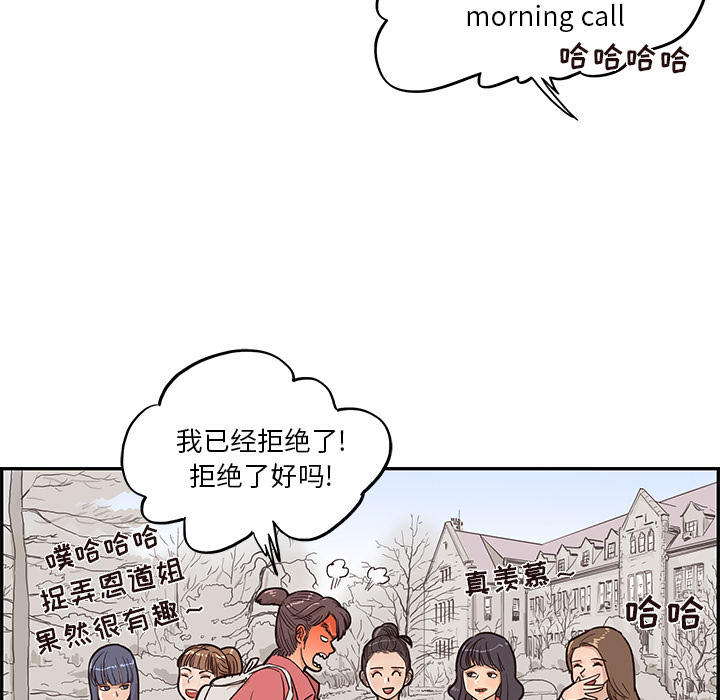 morning call
哈哈哈哈
我已经拒绝了!
拒绝了好吗!
噗哈哈哈
捉弄恩道姐
果然很有趣~
真羡慕~
哈哈